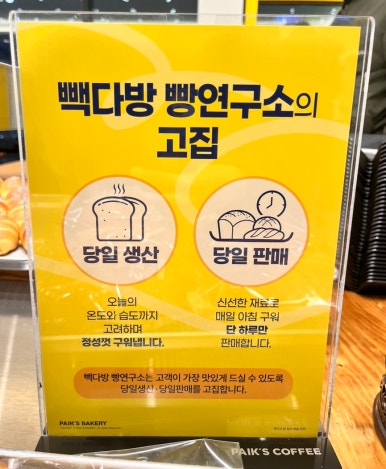 빽다방 빵연구소의
고집
당일 생산
당일 판매
오늘의
온도와 습도까지
고려하며
정성껏 구워냅니다.
신선한 재료로
매일 아침 구워
단 하루만
판매합니다.
빽다방 빵연구소는 고객이 가장 맛있게 드실 수 있도록
당일생산·당일판매를 고집합니다.
PAIK'S BAKERY
PAIK'S COFFEE